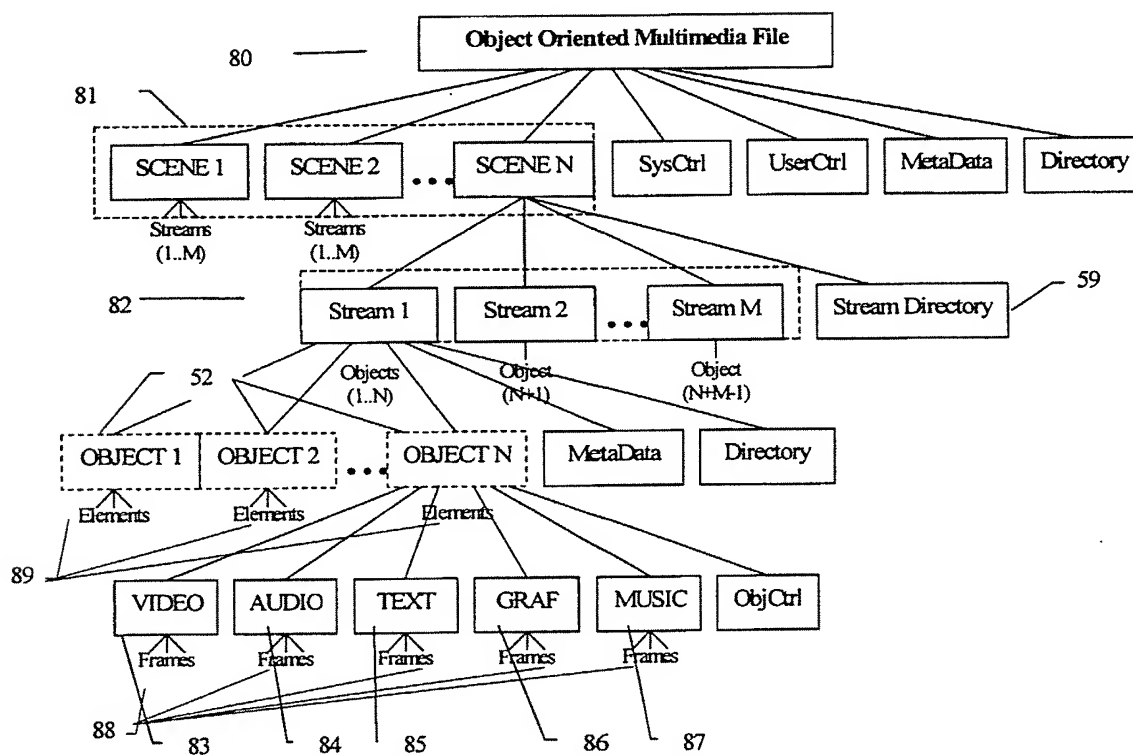 Object Oriented Multimedia File
80
81
SCENE 1
SCENE 2
SCENE N
SysCtrl
UserCtrl
MetaData
Directory
Streams
(1..M)
Streams
(1..M)
82
Stream 1
Stream 2
Stream M
Stream Directory
59
52
Objects
(1..N)
Object
(N+1)
Object
(N+M-1)
OBJECT 1
OBJECT 2
OBJECT N
MetaData
Directory
Elements
Elements
Elements
89
VIDEO
AUDIO
TEXT
GRAF
MUSIC
ObjCtrl
Frames
Frames
Frames
Frames
Frames
88
83
84
85
86
87